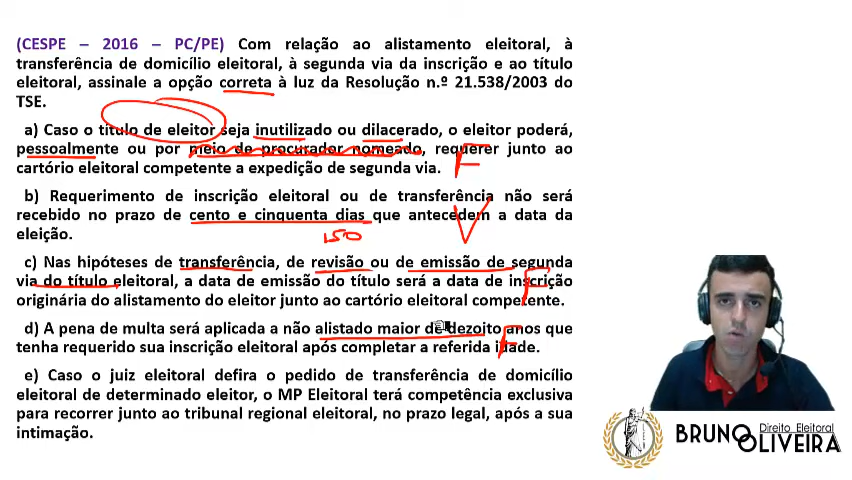 (CESPE – 2016 – PC/PE) Com relação ao alistamento eleitoral, à
transferência de domicílio eleitoral, à segunda via da inscrição e ao título
eleitoral, assinale a opção correta à luz da Resolução n.º 21.538/2003 do
TSE.
a) Caso o título de eleitor seja inutilizado ou dilacerado, o eleitor poderá,
pessoalmente ou por meio de procurador nomeado, requerer junto ao
cartório eleitoral competente a expedição de segunda via. F
b) Requerimento de inscrição eleitoral ou de transferência não será
recebido no prazo de cento e cinquenta dias que antecedem a data da
eleição.
150
V
c) Nas hipóteses de transferência, de revisão ou de emissão de segunda
via do título eleitoral, a data de emissão do título será a data de inscrição
originária do alistamento do eleitor junto ao cartório eleitoral competente.
F
d) A pena de multa será aplicada a não alistado maior de dezoito anos que
tenha requerido sua inscrição eleitoral após completar a referida idade.
F
e) Caso o juiz eleitoral defira o pedido de transferência de domicílio
eleitoral de determinado eleitor, o MP Eleitoral terá competência exclusiva
para recorrer junto ao tribunal regional eleitoral, no prazo legal, após a sua
intimação.
Direito Eleitoral
BRUNO OLIVEIRA